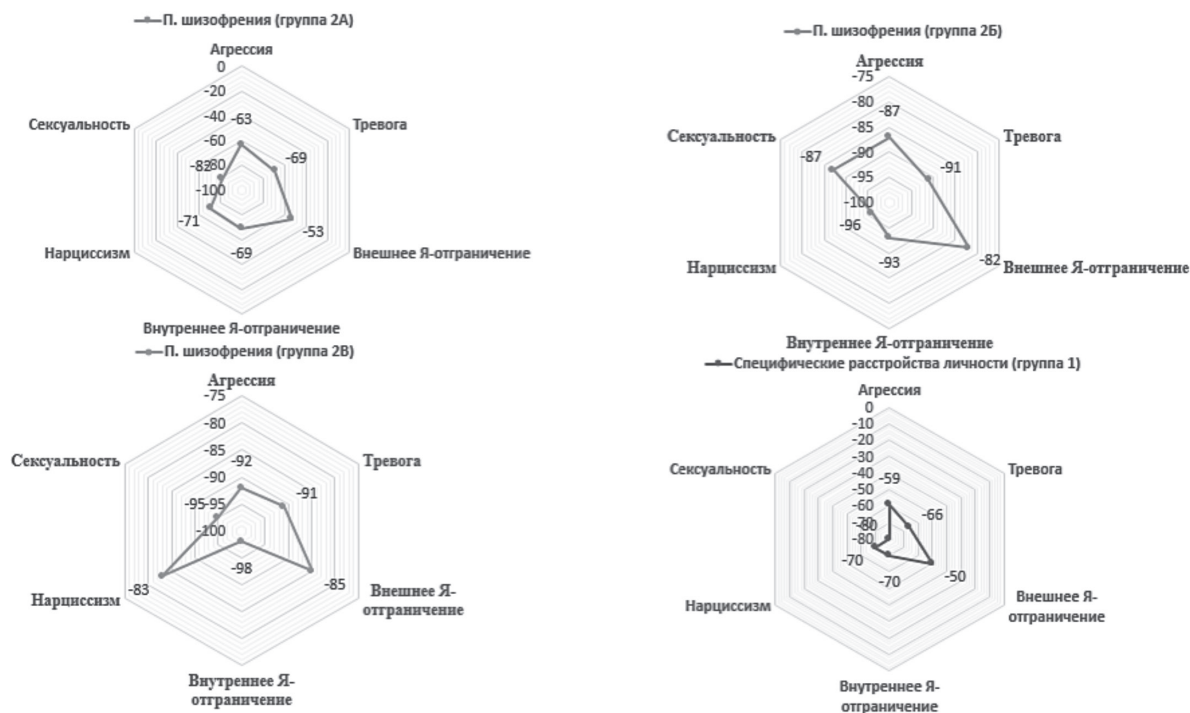 П. шизофрения (группа 2А)
Агрессия
0
-20
-40
-60
-80
-100
Тревога
Внешнее Я-отграничение
Внутреннее Я-отграничение
Нарциссизм
Сексуальность
-63
-69
-53
-69
-71
-82
П. шизофрения (группа 2Б)
Агрессия
-75
-80
-85
-90
-95
-100
Тревога
Внешнее Я-отграничение
Внутреннее Я-отграничение
Нарциссизм
Сексуальность
-87
-91
-82
-93
-96
-87
П. шизофрения (группа 2В)
Агрессия
-75
-80
-85
-90
-95
-100
Тревога
Внешнее Я-
отграничение
Внутреннее Я-
отграничение
Нарциссизм
Сексуальность
-92
-91
-85
-98
-83
-95
Специфические расстройства личности (группа 1)
Агрессия
0
-10
-20
-30
-40
-50
-60
-70
-80
Тревога
Внешнее Я-
отграничение
Внутреннее Я-
отграничение
Нарциссизм
Сексуальность
-59
-66
-50
-70
-70
-80